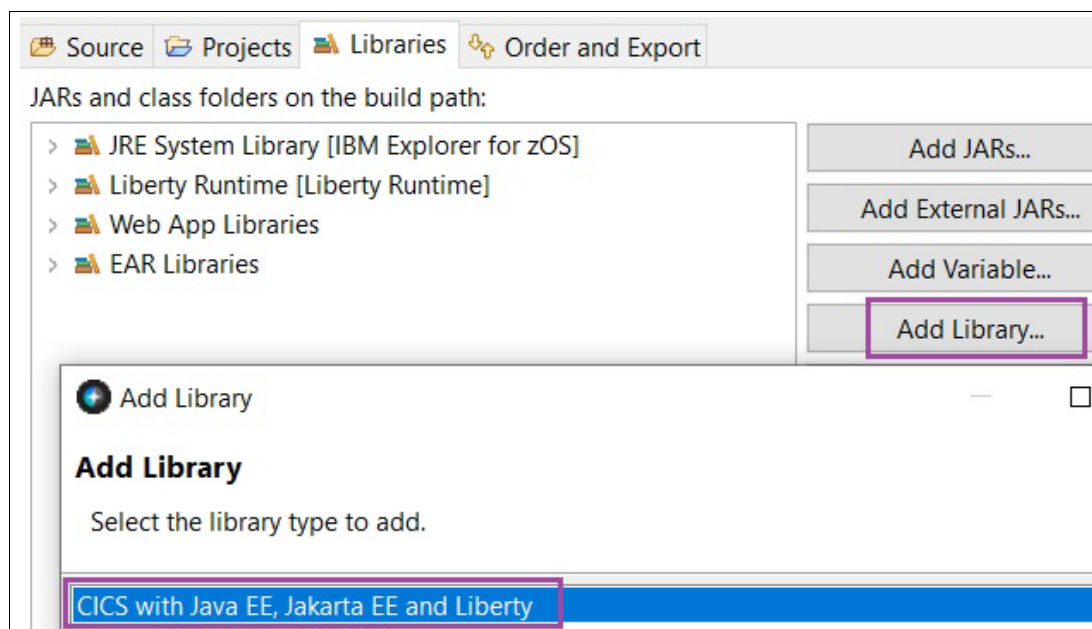 Source Projects Libraries Order and Export
JARs and class folders on the build path:
JRE System Library [IBM Explorer for zOS]
Liberty Runtime [Liberty Runtime]
Web App Libraries
EAR Libraries
Add JARs...
Add External JARs...
Add Variable...
Add Library...
Add Library
Add Library
Select the library type to add.
CICS with Java EE, Jakarta EE and Liberty